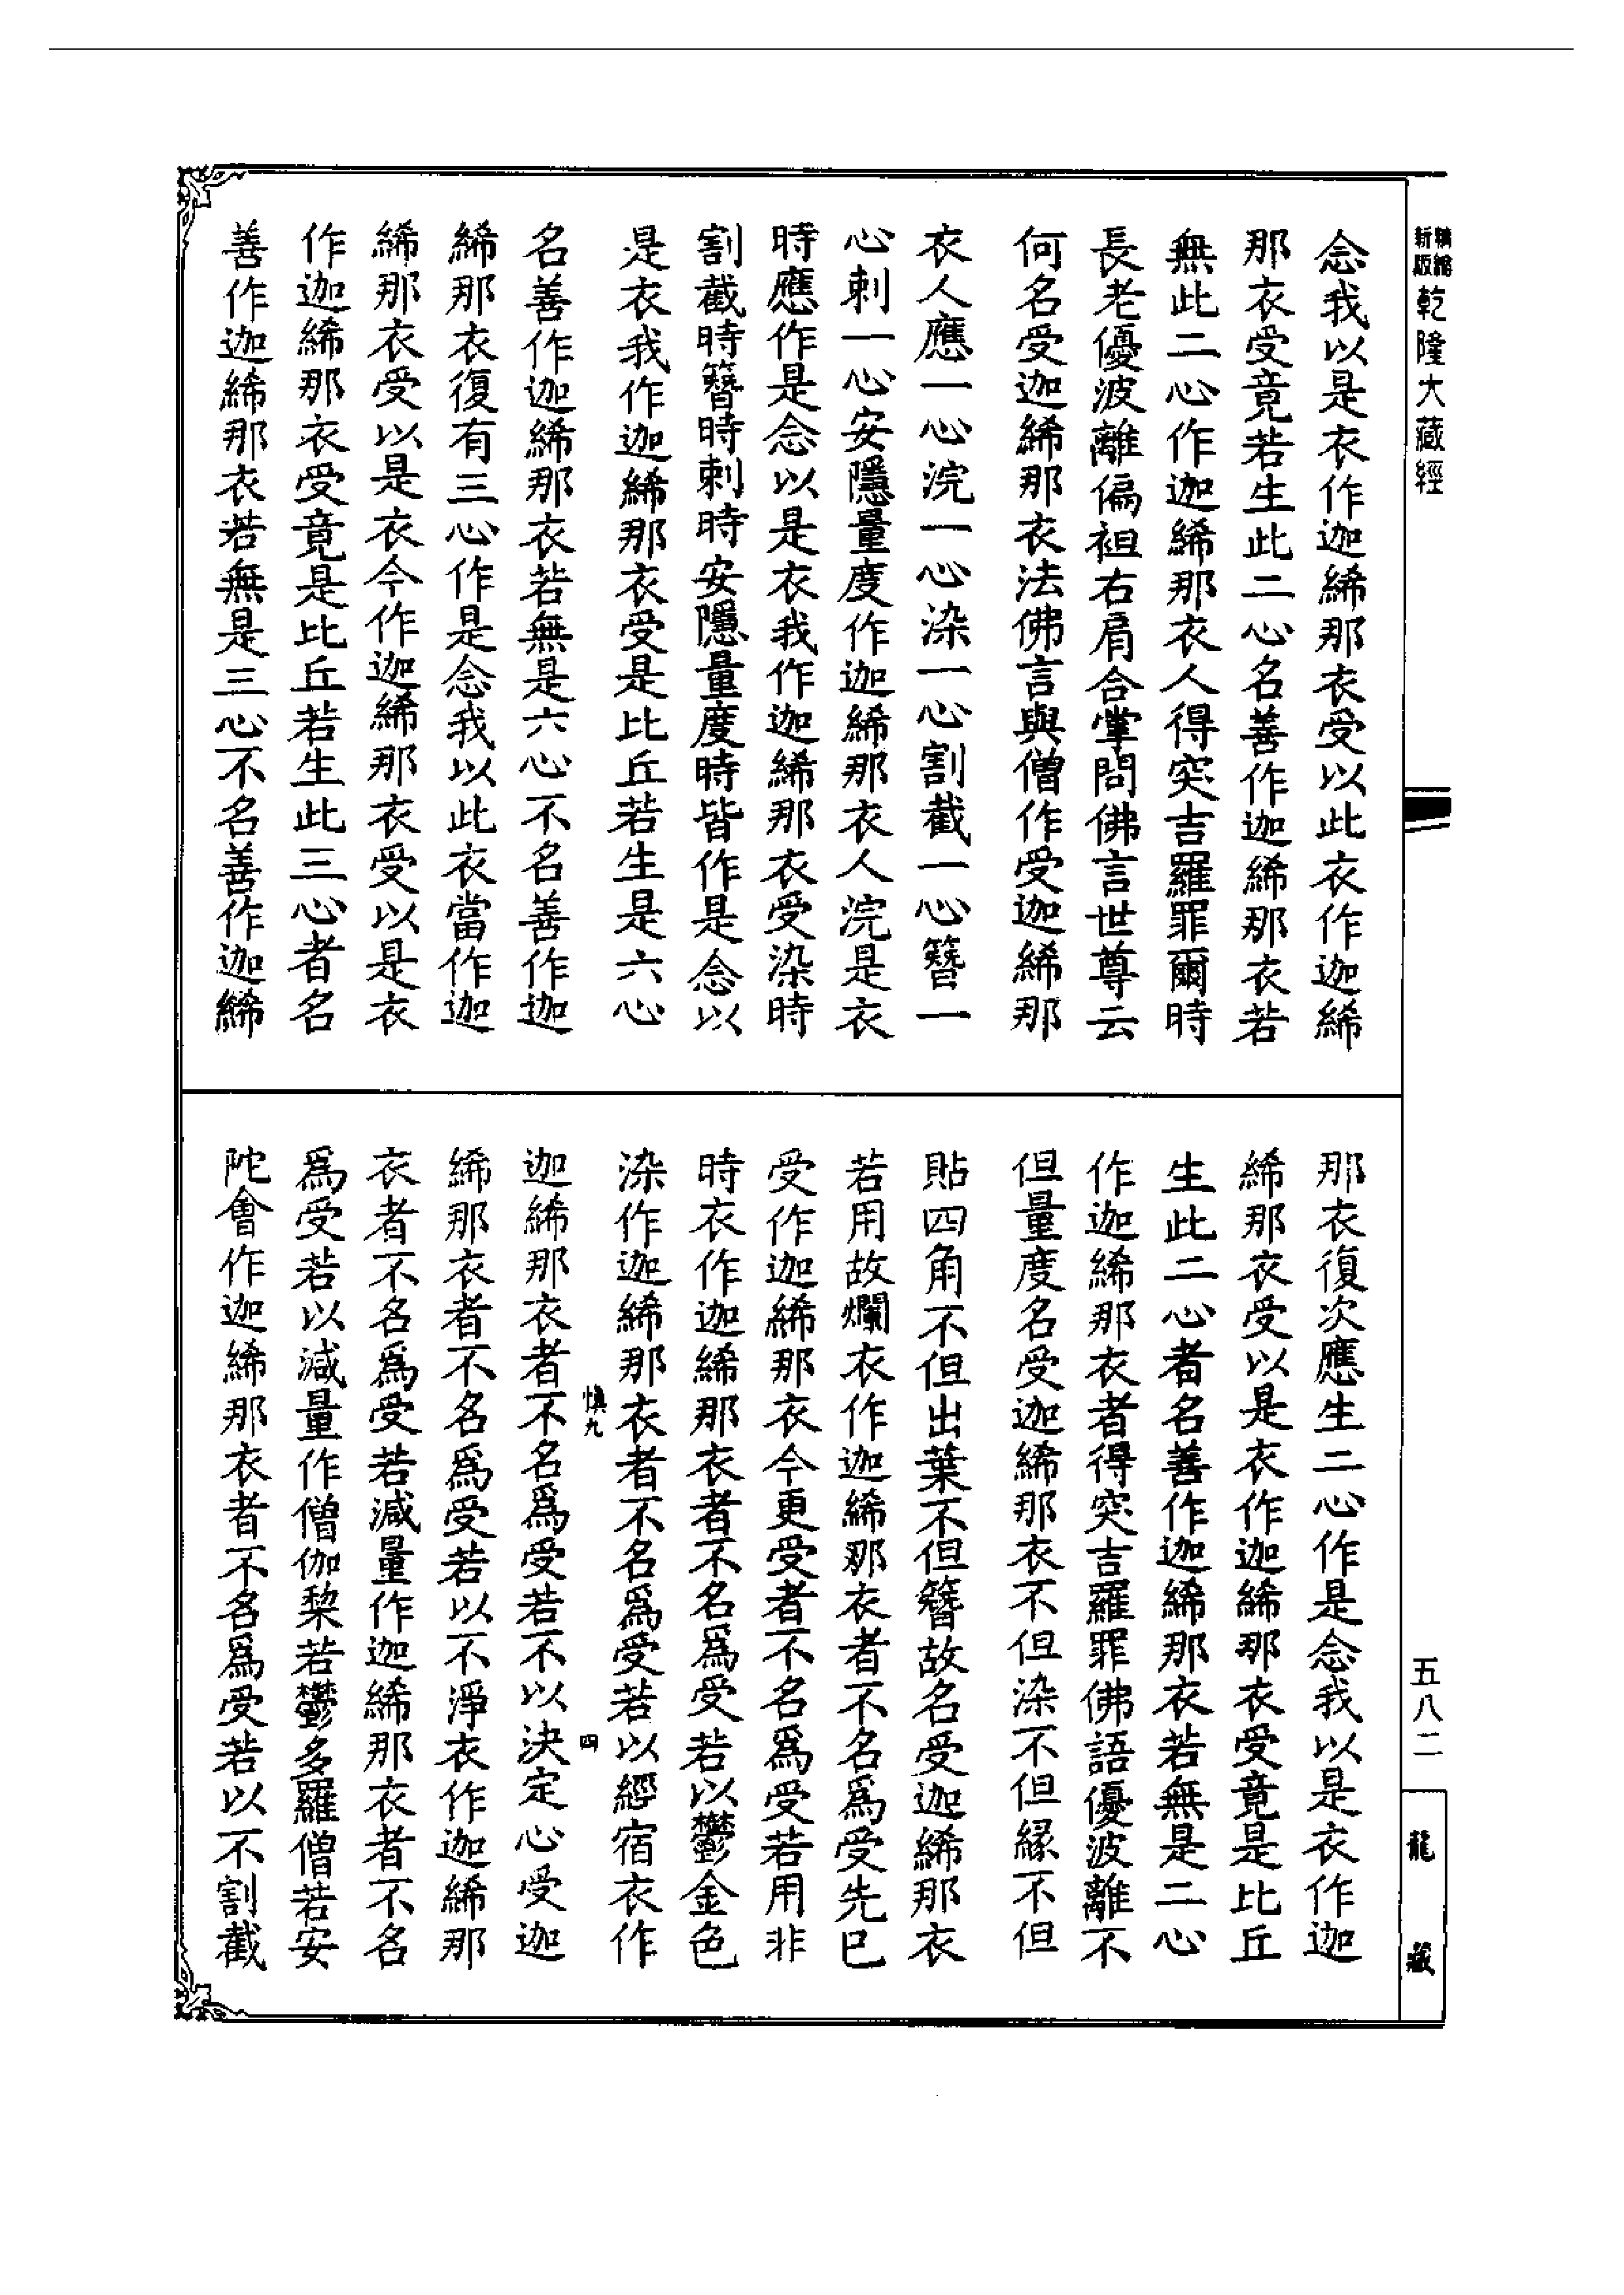 精縮新版乾隆大藏經
念我以是衣作迦絺那衣受以此衣作迦絺
那衣受竟若生此二心名善作迦絺那衣若
無此二心作迦絺那衣人得突吉羅罪爾時
長老優波離偏袒右肩合掌問佛言世尊云
何名受迦絺那衣法佛言與僧作受迦絺那
衣人應一心浣一心染一心割截一心簪一
心刺一心安隱量度作迦絺那衣人浣是衣
時應作是念以是衣我作迦絺那衣受染時
割截時簪時刺時安隱量度時皆作是念以
是衣我作迦絺那衣受是比丘若生是六心
名善作迦絺那衣若無是六心不名善作迦
絺那衣復有三心作是念我以此衣當作迦
絺那衣受以是衣今作迦絺那衣受以是衣
作迦絺那衣受竟是比丘若生此三心者名
善作迦絺那衣若無是三心不名善作迦絺
那衣復次應生二心作是念我以是衣作迦
絺那衣受以是衣作迦絺那衣受竟是比丘
生此二心者名善作迦絺那衣若無是二心
作迦絺那衣者得突吉羅罪佛語優波離不
但量度名受迦絺那衣不但染不但緣不但
貼四角不但出葉不但簪故名受迦絺那衣
若用故爛衣作迦絺那衣者不名為受先已
受作迦絺那衣今更受者不名為受若用非
時衣作迦絺那衣者不名為受若以鬱金色
染作迦絺那衣者不名為受若以經宿衣作
慎九
四
迦絺那衣者不名為受若不以決定心受迦
絺那衣者不名為受若以不淨衣作迦絺那
衣者不名為受若減量作迦絺那衣者不名
為受若以減量作僧伽棃若鬱多羅僧若安
陀會作迦絺那衣者不名為受若以不割截
五八二
龍藏